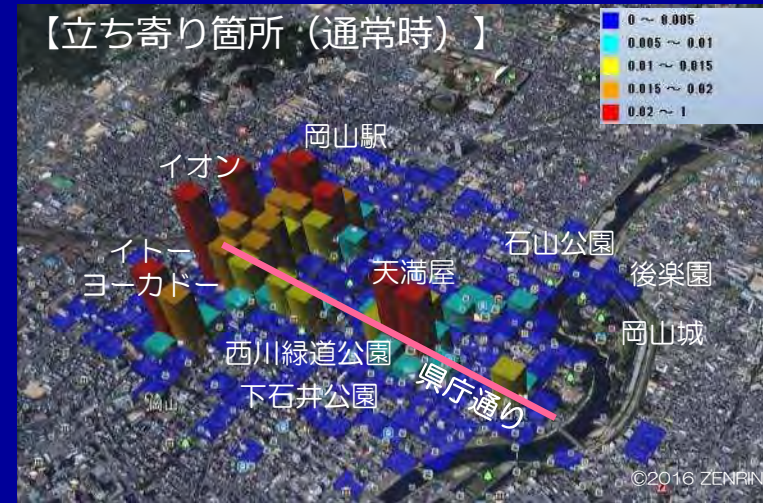 【立ち寄り箇所（通常時）】
0 ～ 0.005
0.005 ～ 0.01
0.01 ～ 0.015
0.015 ～ 0.02
0.02 ～ 1
岡山駅
イオン
イトー
ヨーカドー
天満屋
石山公園
後楽園
岡山城
西川緑道公園
下石井公園
県庁通り
岡山
©2016 ZENRIN